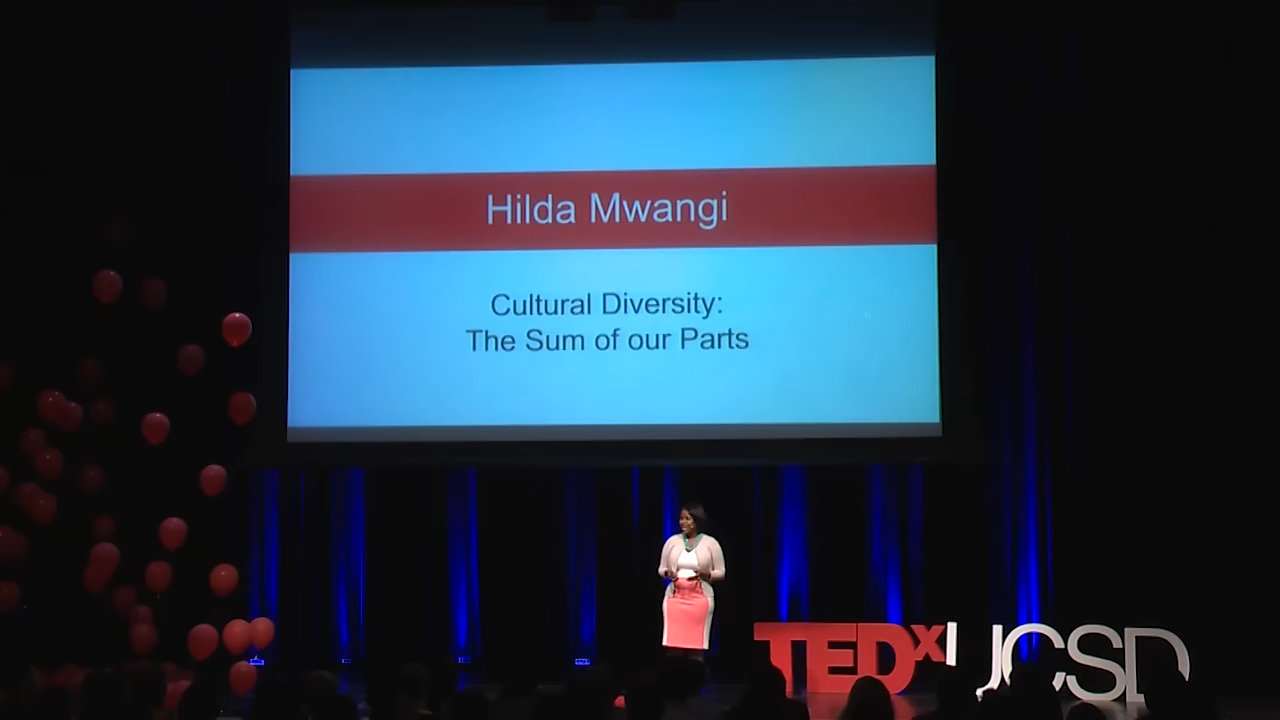 Hilda Mwangi
Cultural Diversity:
The Sum of our Parts
TEDxUCSD